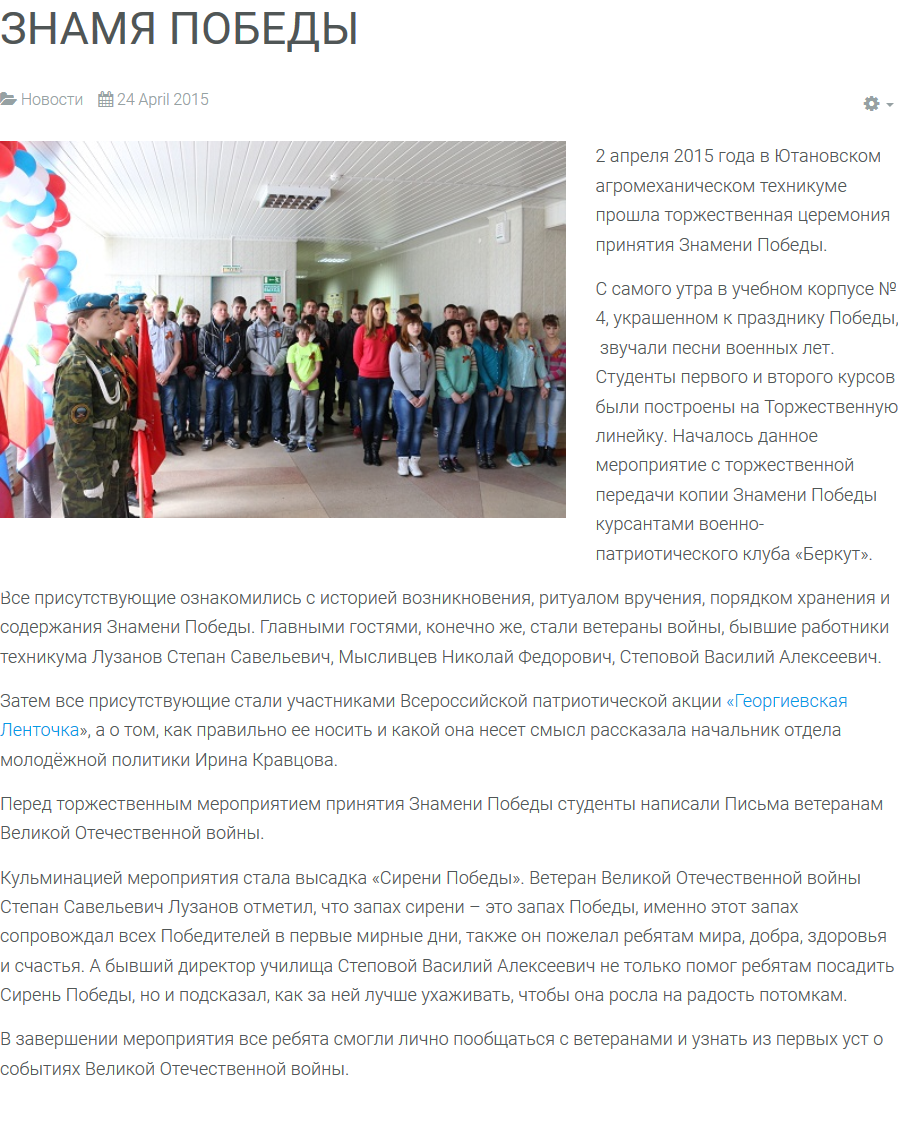 ЗНАМЯ ПОБЕДЫ
Новости 24 April 2015
2 апреля 2015 года в Ютановском
агромеханическом техникуме
прошла торжественная церемония
принятия Знамени Победы.
С самого утра в учебном корпусе №
4, украшенном к празднику Победы,
звучали песни военных лет.
Студенты первого и второго курсов
были построены на Торжественную
линейку. Началось данное
мероприятие с торжественной
передачи копии Знамени Победы
курсантами военно-
патриотического клуба «Беркут».
Все присутствующие ознакомились с историей возникновения, ритуалом вручения, порядком хранения и
содержания Знамени Победы. Главными гостями, конечно же, стали ветераны войны, бывшие работники
техникума Лузанов Степан Савельевич, Мысливцев Николай Федорович, Степовой Василий Алексеевич.
Затем все присутствующие стали участниками Всероссийской патриотической акции «Георгиевская
Ленточка», а о том, как правильно ее носить и какой она несет смысл рассказала начальник отдела
молодёжной политики Ирина Кравцова.
Перед торжественным мероприятием принятия Знамени Победы студенты написали Письма ветеранам
Великой Отечественной войны.
Кульминацией мероприятия стала высадка «Сирени Победы». Ветеран Великой Отечественной войны
Степан Савельевич Лузанов отметил, что запах сирени – это запах Победы, именно этот запах
сопровождал всех Победителей в первые мирные дни, также он пожелал ребятам мира, добра, здоровья
и счастья. А бывший директор училища Степовой Василий Алексеевич не только помог ребятам посадить
Сирень Победы, но и подсказал, как за ней лучше ухаживать, чтобы она росла на радость потомкам.
В завершении мероприятия все ребята смогли лично пообщаться с ветеранами и узнать из первых уст о
событиях Великой Отечественной войны.